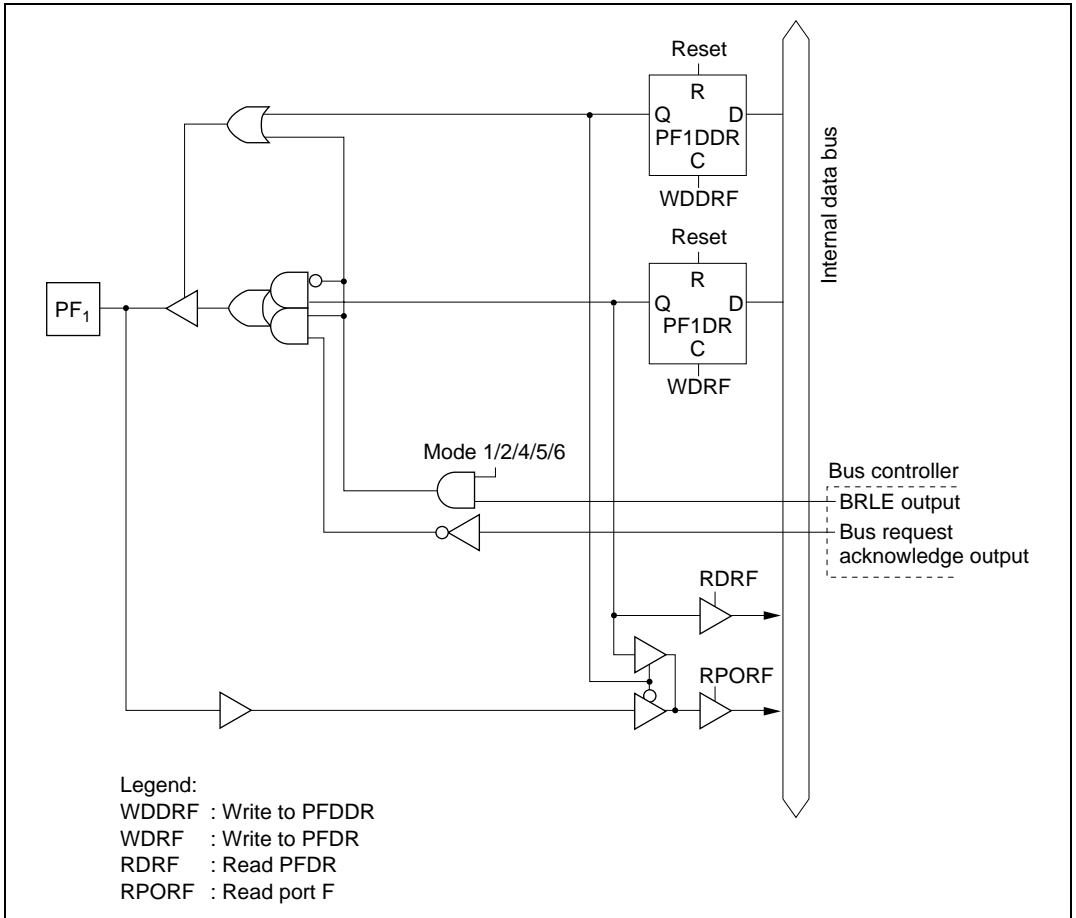 Reset
R
Q D
PF1DDR
C
WDDRF
Internal data bus
Reset
R
Q D
PF1DR
C
WDRF
PF1
Mode 1/2/4/5/6
Bus controller
BRLE output
Bus request
acknowledge output
RDRF
RPORF
Legend:
WDDRF : Write to PFDDR
WDRF : Write to PFDR
RDRF : Read PFDR
RPORF : Read port F